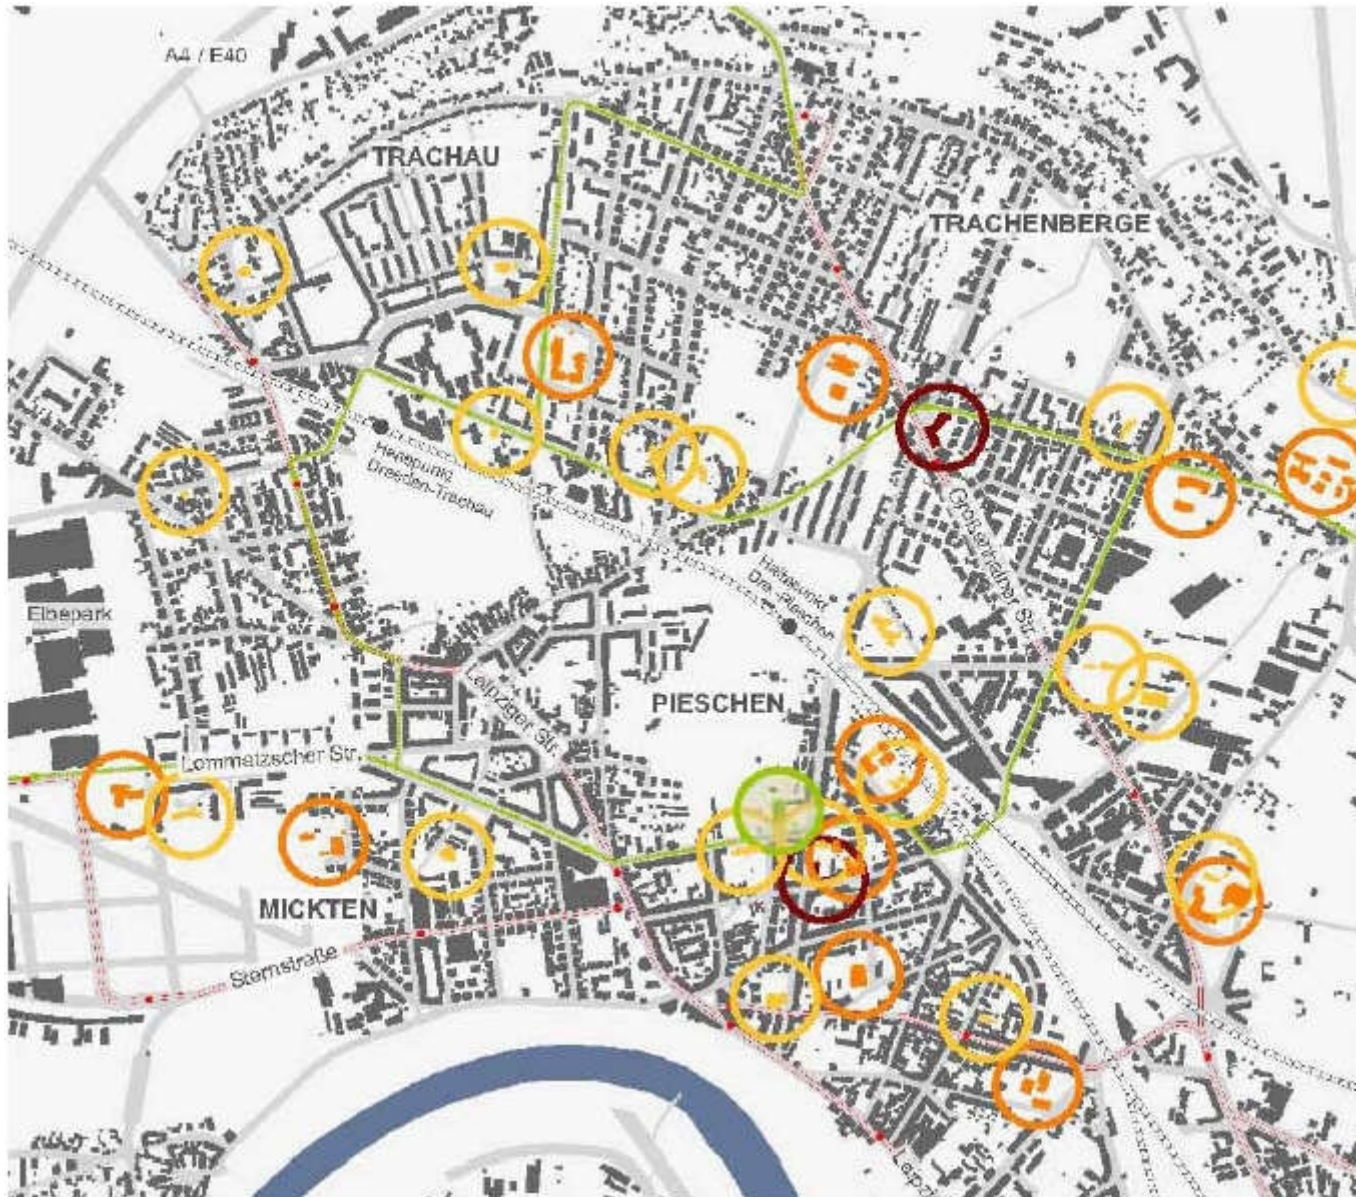 A4 / E40
TRACHAU
TRACHENBERGE
Haltepunkt
Dresden-Trachau
Großenhainer Str.
Haltepunkt
Drd.-Pieschen
Elbepark
PIESCHEN
Leipziger Str.
Lommatzscher Str.
MICKTEN
Sternstraße